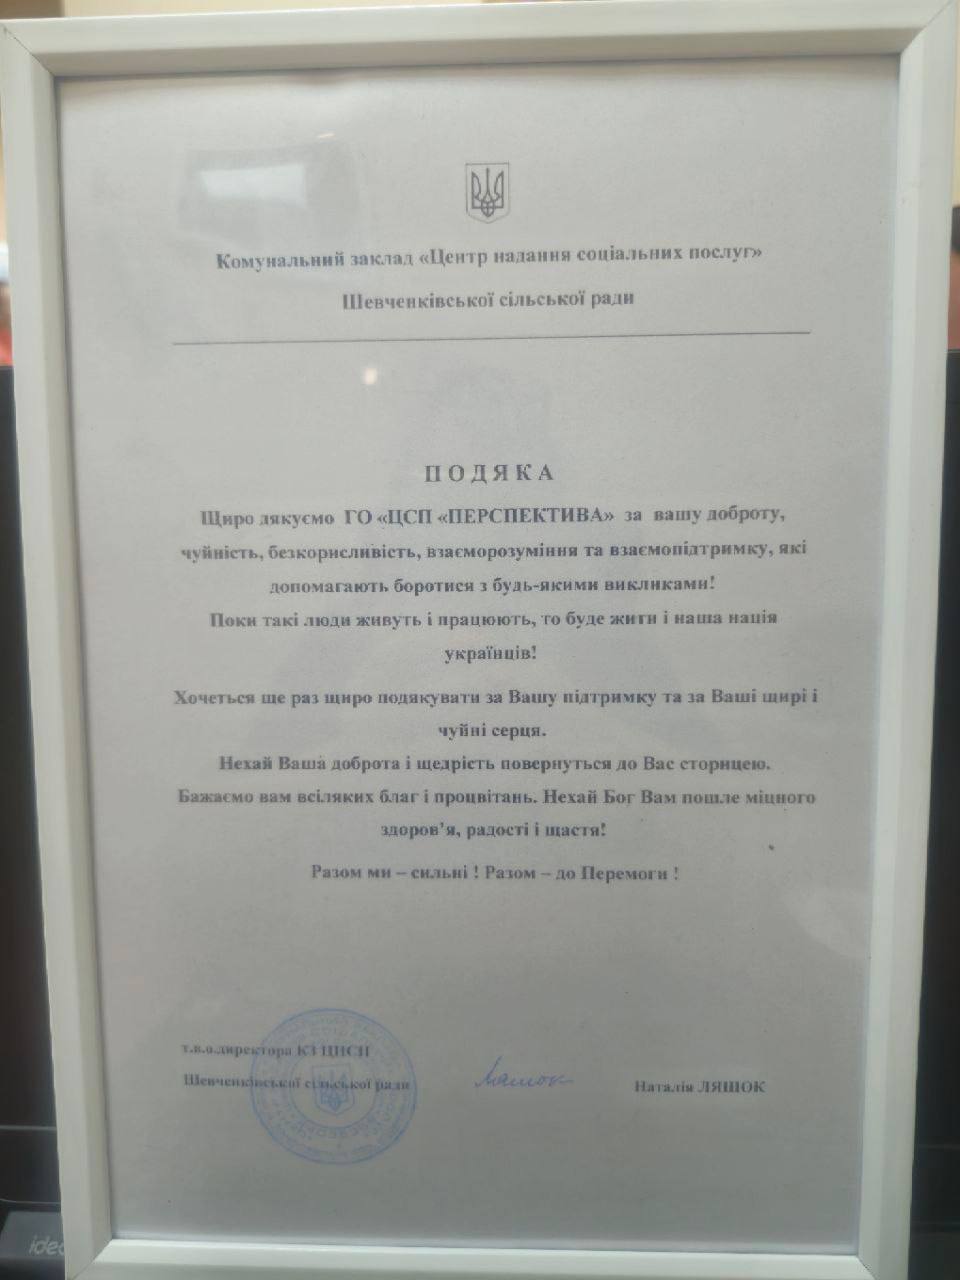 Комунальний заклад «Центр надання соціальних послуг»
Шевченківської сільської ради
ПОДЯКА
Щиро дякуємо ГО «ЦСП «ПЕРСПЕКТИВА» за вашу доброту,
чуйність, безкорисливість, взаєморозуміння та взаємопідтримку, які
допомагають боротися з будь-якими викликами!
Поки такі люди живуть і працюють, то буде жити і наша нація
українців!
Хочеться ще раз щиро подякувати за Вашу підтримку та за Ваші щирі і
чуйні серця.
Нехай Ваша доброта і щедрість повернуться до Вас сторицею.
Бажаємо вам всіляких благ і процвітань. Нехай Бог Вам пошле міцного
здоров’я, радості і щастя!
Разом ми – сильні ! Разом – до Перемоги !
т.в.о.директора КЗ ЦНСП
Шевченківської сільської ради
Ляшок
Наталія ЛЯШОК